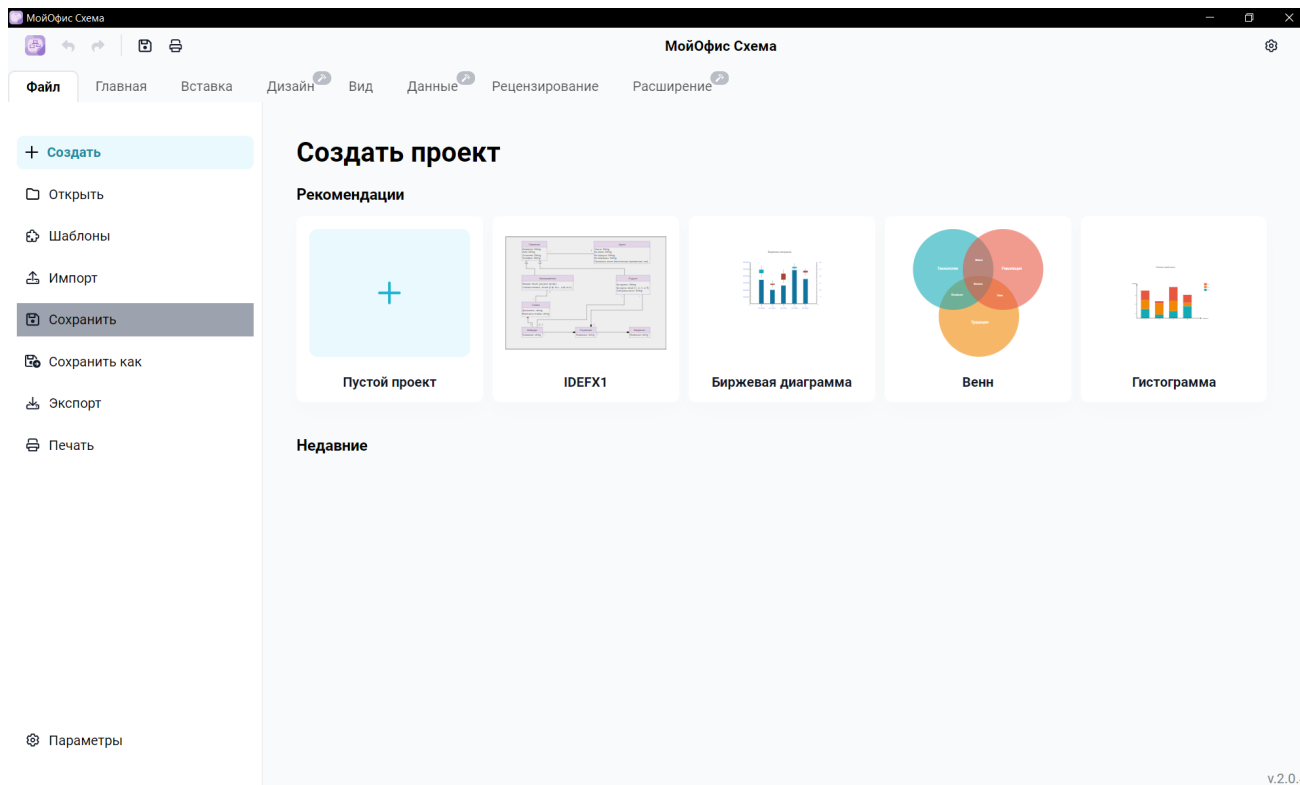 МойОфис Схема
МойОфис Схема
Файл Главная Вставка Дизайн Вид Данные Рецензирование Расширение
Создать
Открыть
Шаблоны
Импорт
Сохранить
Сохранить как
Экспорт
Печать
Параметры
Создать проект
Рекомендации
Пустой проект
IDEFX1
Биржевая диаграмма
Венн
Гистограмма
Недавние
v.2.0.